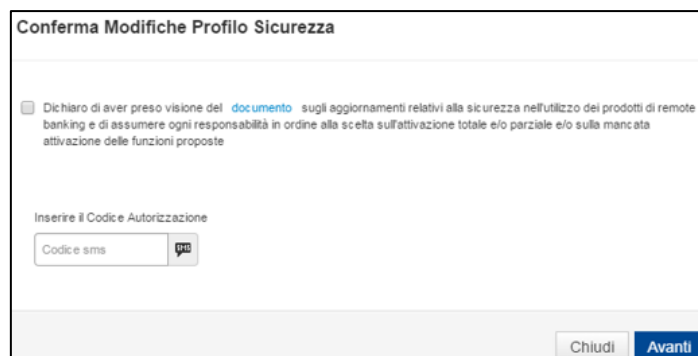 Conferma Modifiche Profilo Sicurezza
Dichiaro di aver preso visione del documento sugli aggiornamenti relativi alla sicurezza nell'utilizzo dei prodotti di remote
banking e di assumere ogni responsabilità in ordine alla scelta sull'attivazione totale e/o parziale e/o sulla mancata
attivazione delle funzioni proposte
Inserire il Codice Autorizzazione
Codice sms
SMS
Chiudi
Avanti